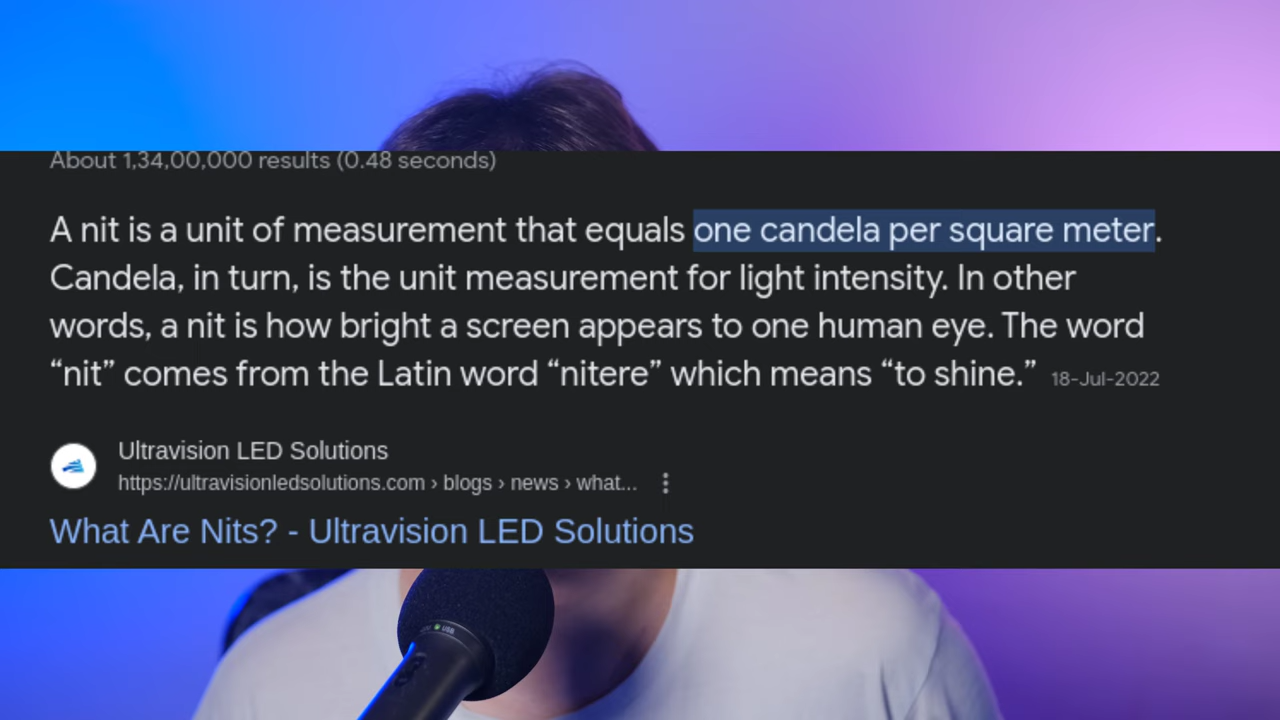 About 1,34,00,000 results (0.48 seconds)
A nit is a unit of measurement that equals one candela per square meter.
Candela, in turn, is the unit measurement for light intensity. In other
words, a nit is how bright a screen appears to one human eye. The word
“nit” comes from the Latin word “nitere” which means “to shine.” 18-Jul-2022
Ultravision LED Solutions
https://ultravisionledsolutions.com › blogs › news › what...
What Are Nits? - Ultravision LED Solutions